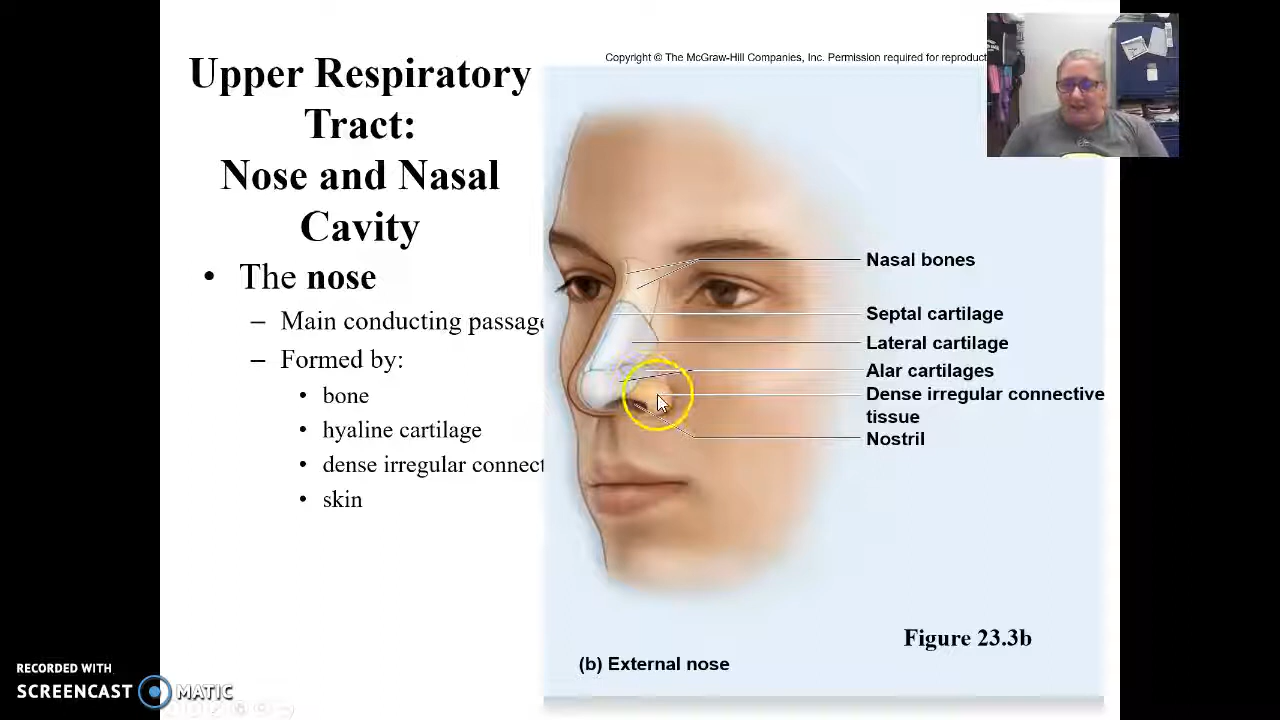 Upper Respiratory
Tract:
Nose and Nasal
Cavity
• The nose
– Main conducting passage
– Formed by:
• bone
• hyaline cartilage
• dense irregular connect
• skin
Copyright © The McGraw-Hill Companies, Inc. Permission required for reproduct
Nasal bones
Septal cartilage
Lateral cartilage
Alar cartilages
Dense irregular connective
tissue
Nostril
Figure 23.3b
(b) External nose
RECORDED WITH
SCREENCAST MATIC